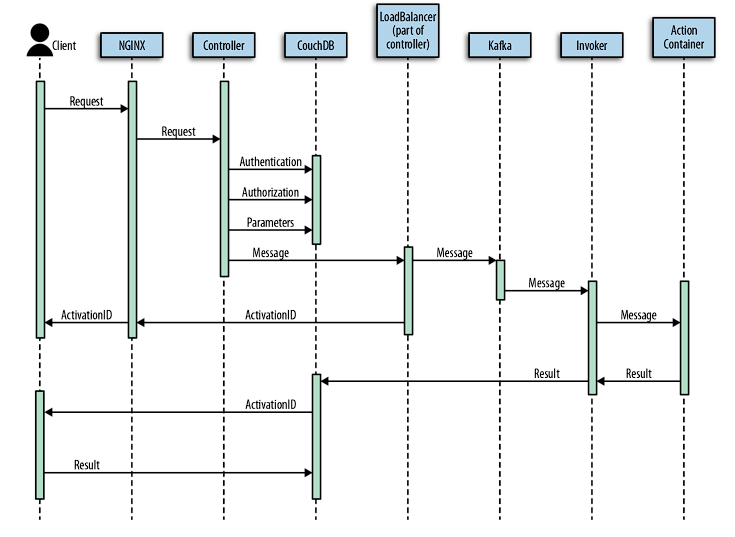 Client
NGINX
Controller
CouchDB
LoadBalancer
(part of
controller)
Kafka
Invoker
Action
Container
Request
Request
Authentication
Authorization
Parameters
Message
Message
Message
ActivationID
ActivationID
Message
Result
Result
ActivationID
Result